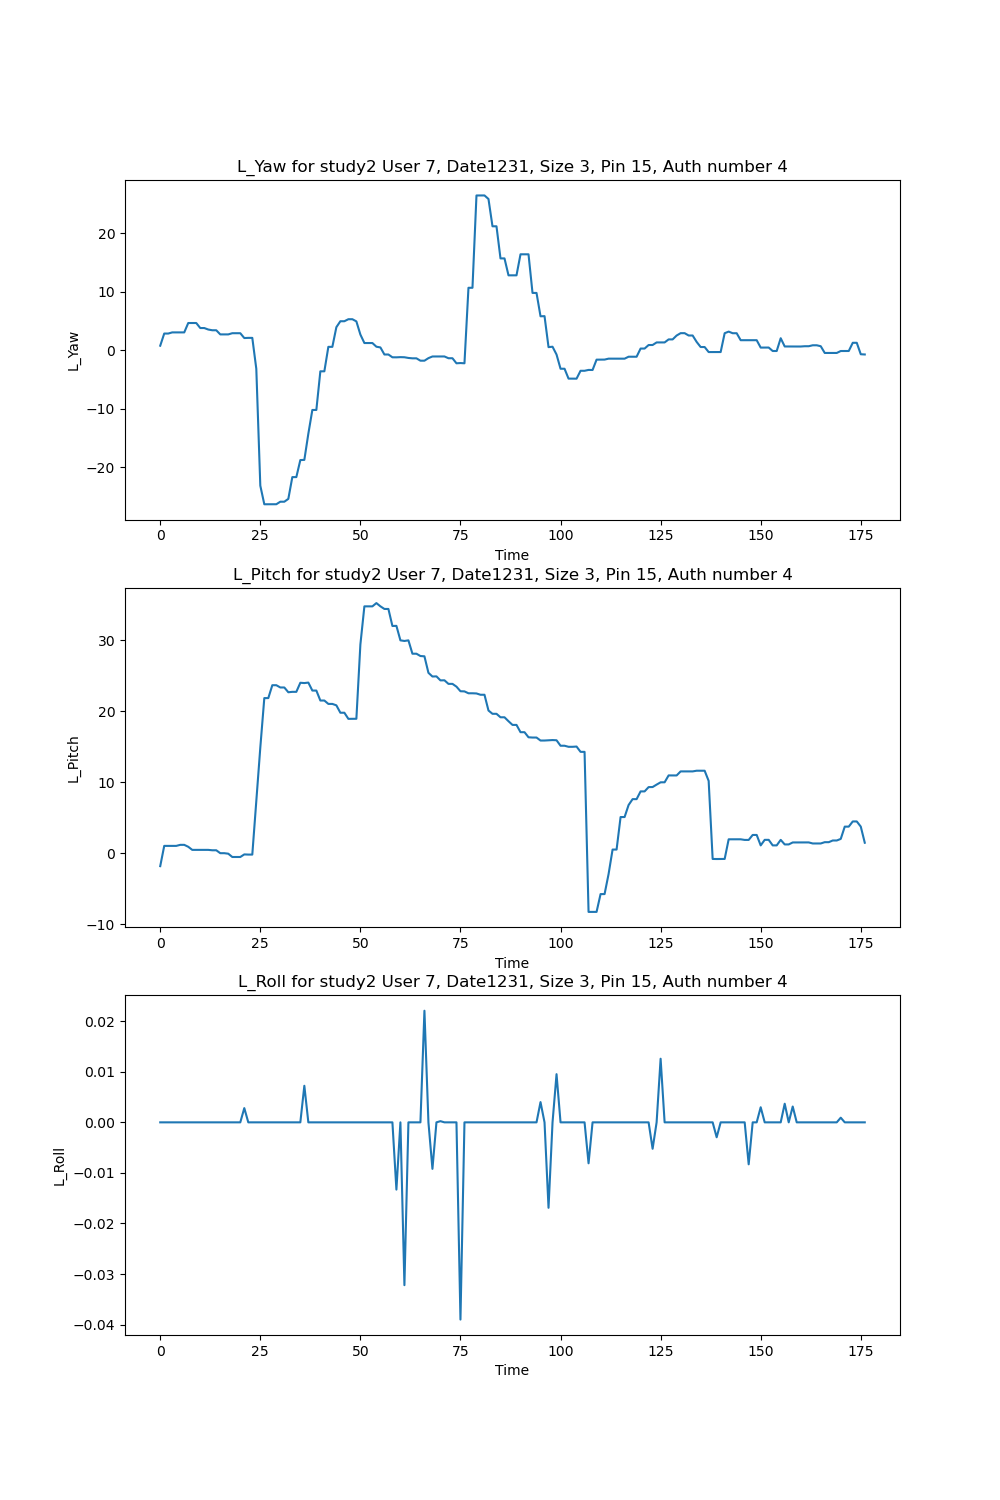 L_Yaw for study2 User 7, Date1231, Size 3, Pin 15, Auth number 4
20
10
0
−10
−20
L_Yaw
0 25 50 75 100 125 150 175
Time
L_Pitch for study2 User 7, Date1231, Size 3, Pin 15, Auth number 4
30
20
10
0
−10
L_Pitch
0 25 50 75 100 125 150 175
Time
L_Roll for study2 User 7, Date1231, Size 3, Pin 15, Auth number 4
0.02
0.01
0.00
−0.01
−0.02
−0.03
−0.04
L_Roll
0 25 50 75 100 125 150 175
Time